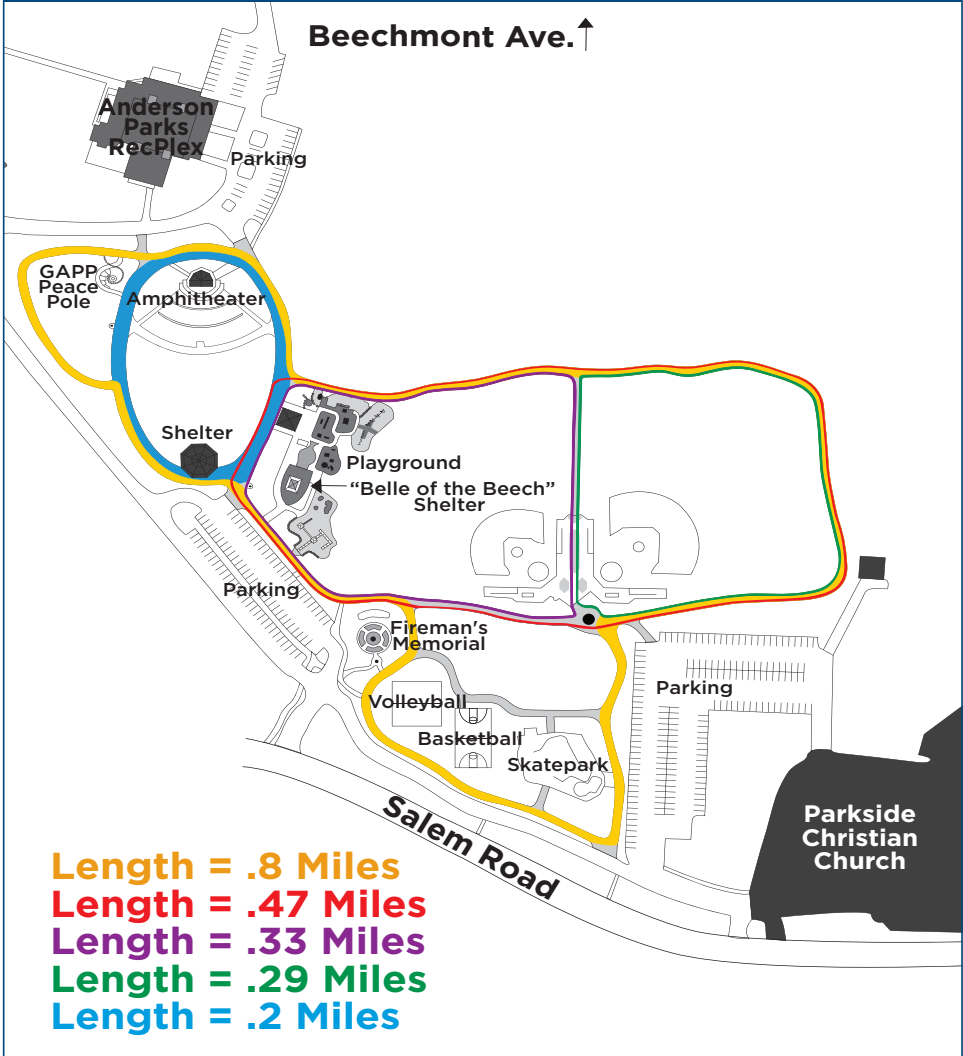 Beechmont Ave.
Anderson
Parks
RecPlex
Parking
GAPP
Peace
Pole
Amphitheater
Shelter
Playground
“Belle of the Beech”
Shelter
Parking
Fireman's
Memorial
Volleyball
Parking
Basketball
Skatepark
Salem Road
Parkside
Christian
Church
Length = .8 Miles
Length = .47 Miles
Length = .33 Miles
Length = .29 Miles
Length = .2 Miles